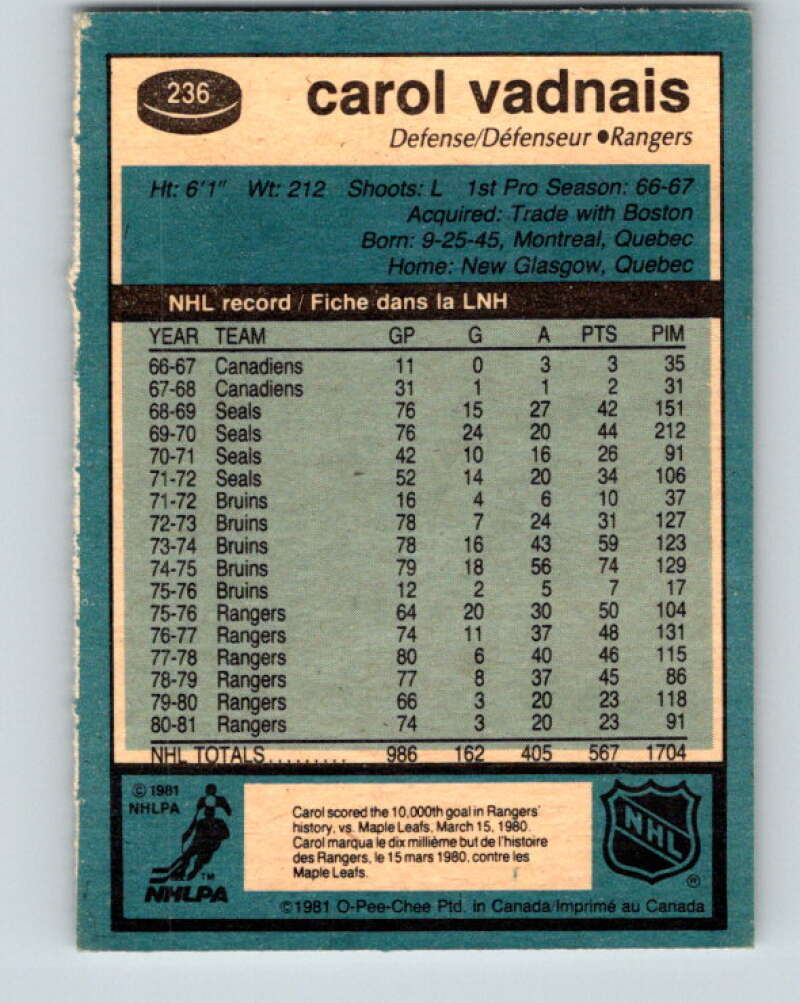 236
carol vadnais
Defense/Défenseur ●Rangers
Ht: 6'1" Wt: 212 Shoots: L 1st Pro Season: 66-67
Acquired: Trade with Boston
Born: 9-25-45, Montreal, Quebec
Home: New Glasgow, Quebec
NHL record / Fiche dans la LNH
YEAR TEAM GP G A PTS PIM
66-67 Canadiens 11 0 3 3 35
67-68 Canadiens 31 1 1 2 31
68-69 Seals 76 15 27 42 151
69-70 Seals 76 24 20 44 212
70-71 Seals 42 10 16 26 91
71-72 Seals 52 14 20 34 106
71-72 Bruins 16 4 6 10 37
72-73 Bruins 78 7 24 31 127
73-74 Bruins 78 16 43 59 123
74-75 Bruins 79 18 56 74 129
75-76 Bruins 12 2 5 7 17
75-76 Rangers 64 20 30 50 104
76-77 Rangers 74 11 37 48 131
77-78 Rangers 80 6 40 46 115
78-79 Rangers 77 8 37 45 86
79-80 Rangers 66 3 20 23 118
80-81 Rangers 74 3 20 23 91
NHL TOTALS......... 986 162 405 567 1704
© 1981
NHLPA
TM
NHLPA
Carol scored the 10,000th goal in Rangers'
history, vs. Maple Leafs, March 15, 1980.
Carol marqua le dix millième but de l'histoire
des Rangers, le 15 mars 1980, contre les
Maple Leafs.
NHL
®
©1981 O-Pee-Chee Ptd. in Canada/Imprimé au Canada